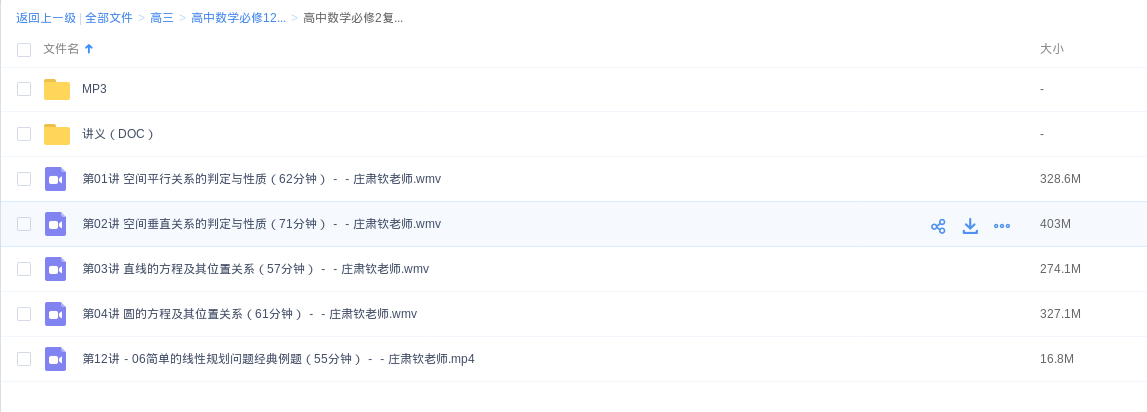 返回上一级 | 全部文件 > 高三 > 高中数学必修12... > 高中数学必修2复...
文件名 大小
MP3 -
讲义（DOC） -
第01讲 空间平行关系的判定与性质（62分钟） - - 庄肃钦老师.wmv 328.6M
第02讲 空间垂直关系的判定与性质（71分钟） - - 庄肃钦老师.wmv 403M
第03讲 直线的方程及其位置关系（57分钟） - - 庄肃钦老师.wmv 274.1M
第04讲 圆的方程及其位置关系（61分钟） - - 庄肃钦老师.wmv 327.1M
第12讲 - 06简单的线性规划问题经典例题（55分钟） - - 庄肃钦老师.mp4 16.8M